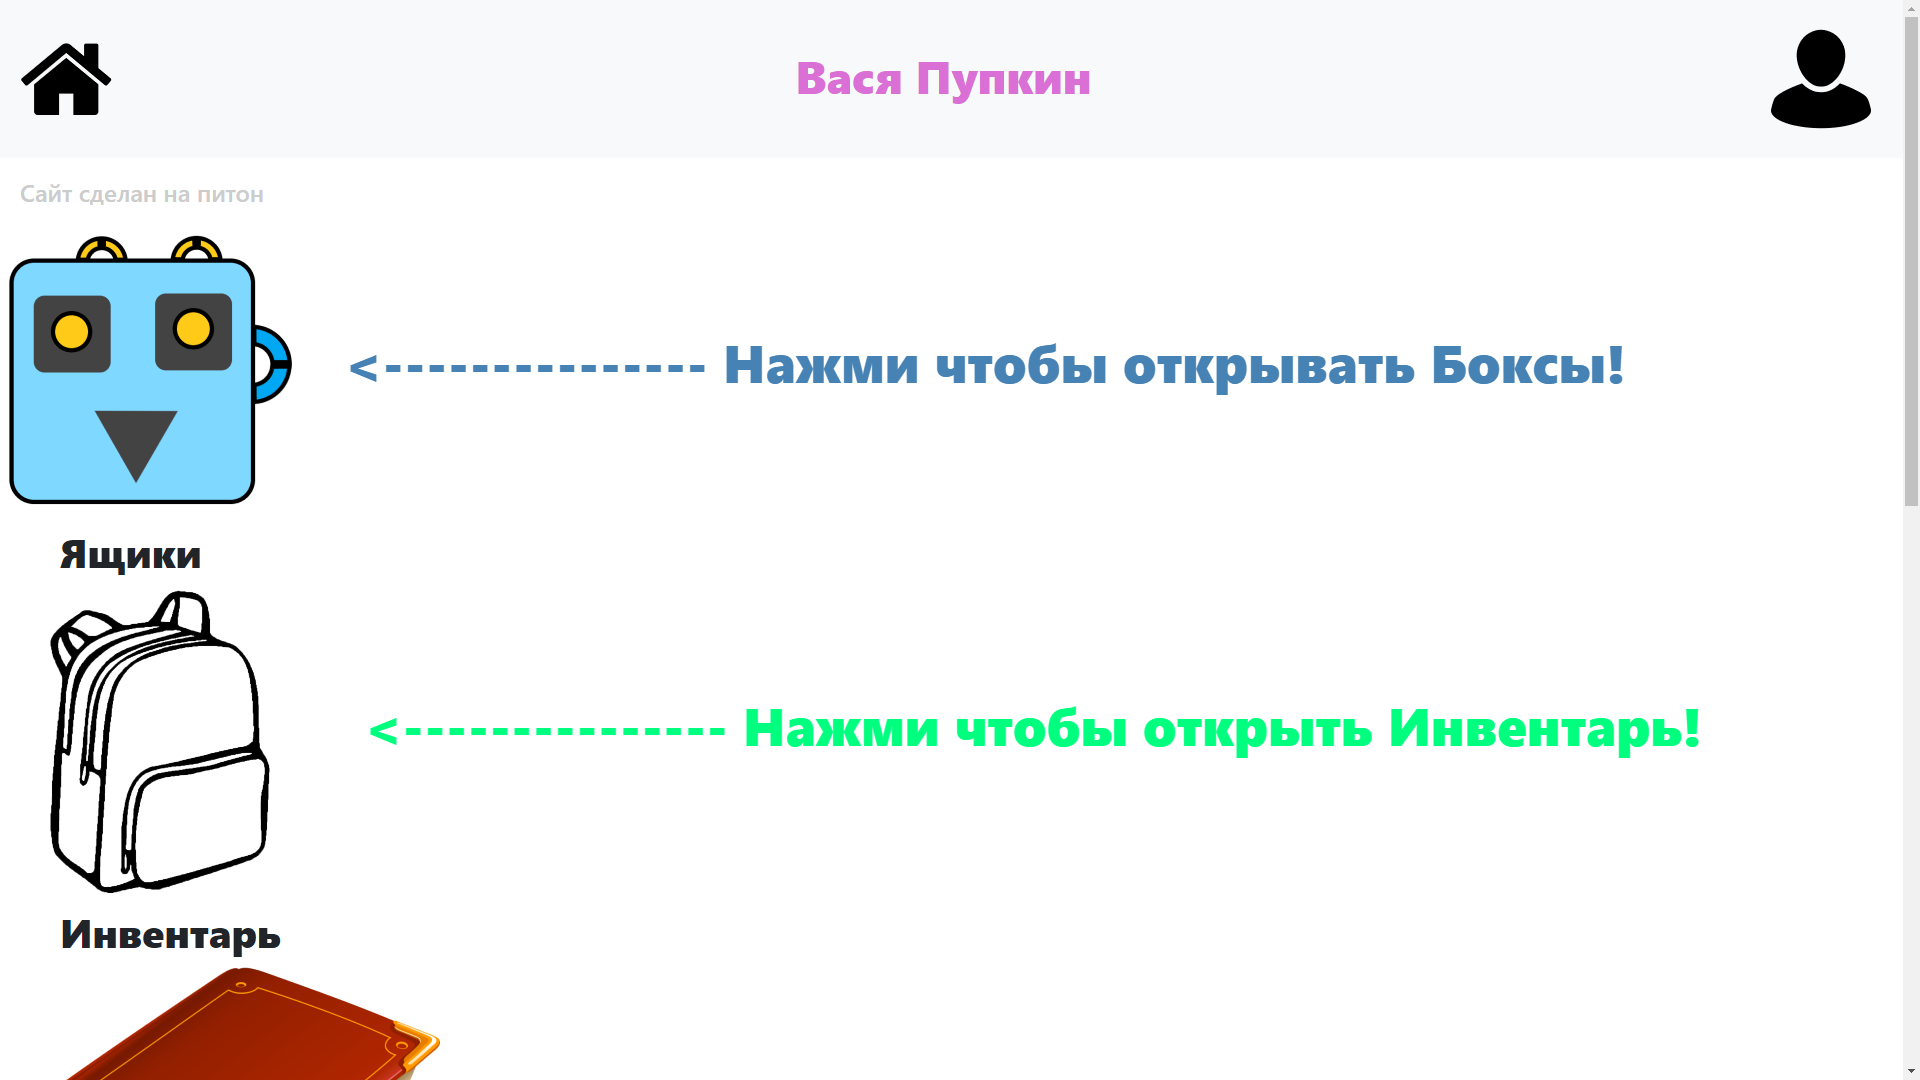 Вася Пупкин
Сайт сделан на питон
<--------------- Нажми чтобы открывать Боксы!
Ящики
<--------------- Нажми чтобы открыть Инвентарь!
Инвентарь